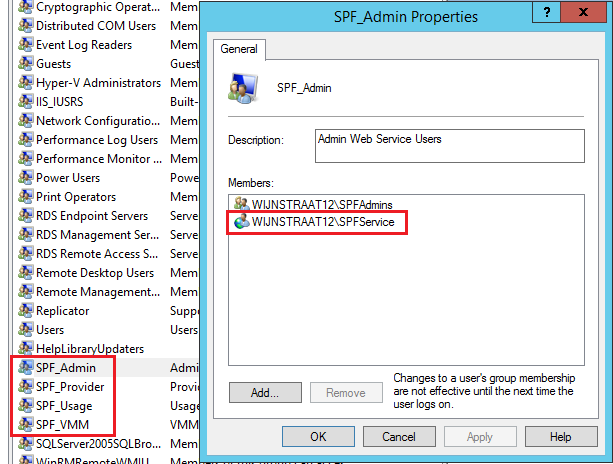 Cryptographic Operat... Mem
Distributed COM Users Mem
Event Log Readers Mem
Guests Guest
Hyper-V Administrators Mem
IIS_IUSRS Built-
Network Configuratio... Mem
Performance Log Users Mem
Performance Monitor ... Mem
Power Users Powe
Print Operators Mem
RDS Endpoint Servers Serve
RDS Management Ser... Serve
RDS Remote Access S... Serve
Remote Desktop Users Mem
Remote Management... Mem
Replicator Supp
Users Users
HelpLibraryUpdaters
SPF_Admin Admi
SPF_Provider Provi
SPF_Usage Usag
SPF_VMM VMM
SQLServer2005SQLBro... Mem
SPF_Admin Properties
?
x
General
SPF_Admin
Description:
Admin Web Service Users
Members:
WIJNSTRAAT12\SPFAdmins
WIJNSTRAAT12\SPFService
Add...
Remove
Changes to a user's group membership
are not effective until the next time the
user logs on.
OK
Cancel
Apply
Help